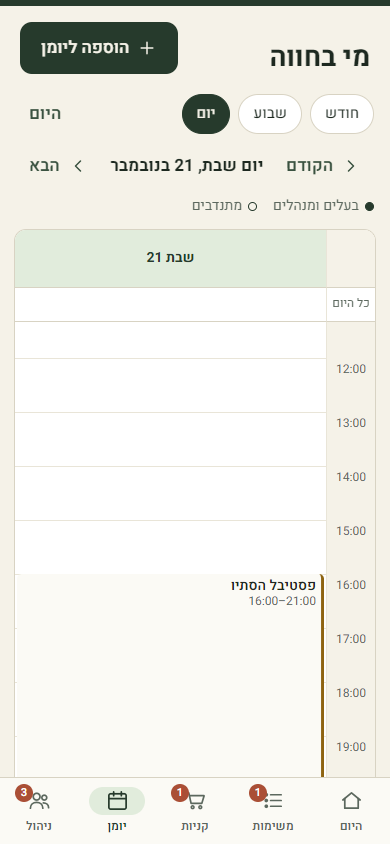 מי בחווה
הוספה ליומן
חודש
שבוע
יום
היום
הקודם
יום שבת, 21 בנובמבר
הבא
בעלים ומנהלים
מתנדבים
שבת 21
כל היום
12:00
13:00
14:00
15:00
16:00
פסטיבל הסתיו
16:00–21:00
17:00
18:00
19:00
היום
1
משימות
1
קניות
יומן
3
ניהול